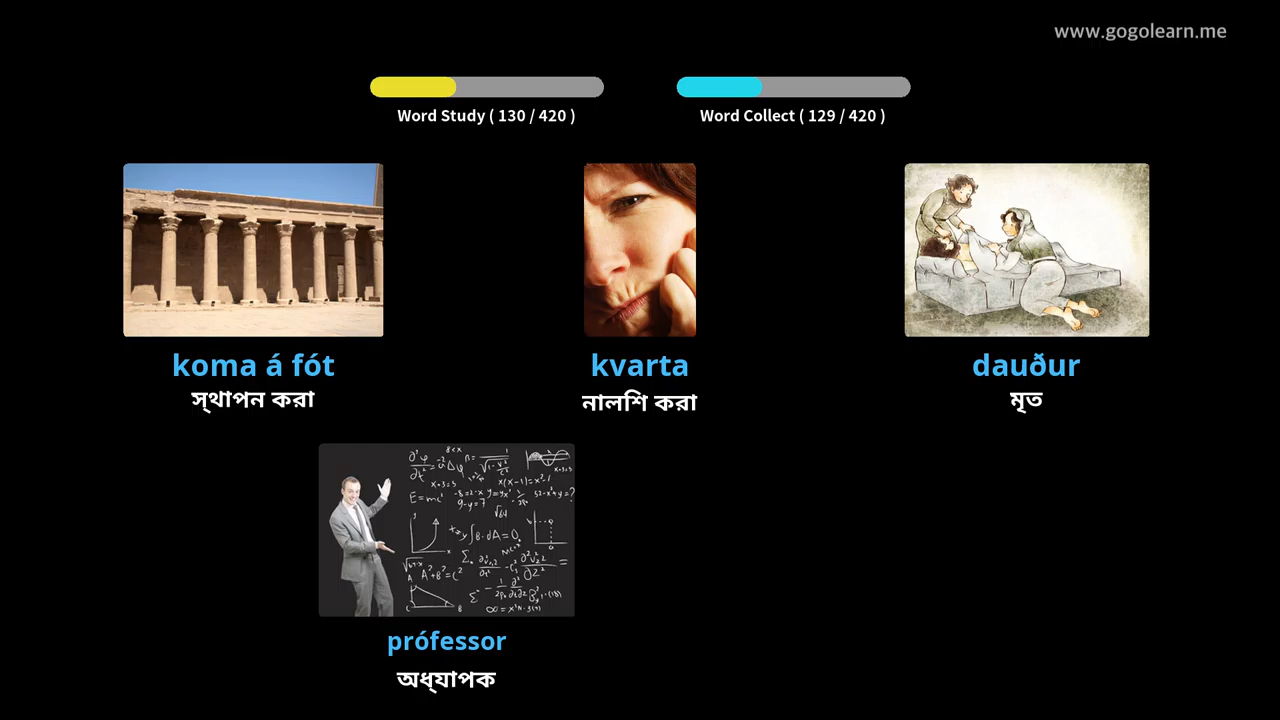 www.gogolearn.me
Word Study ( 130 / 420 )
Word Collect ( 129 / 420 )
koma á fót
kvarta
dauður
স্থাপন করা
নালিশ করা
মৃত
prófessor
অধ্যাপক